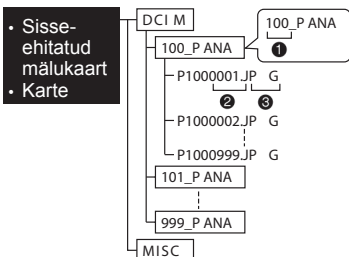 • Sisse-
ehitatud
mälukaart
• Karte
DCI M
100_P ANA
100_P ANA
❶
P1000001.JP G
❷ ❸
P1000002.JP G
P1000999.JP G
101_P ANA
999_P ANA
MISC